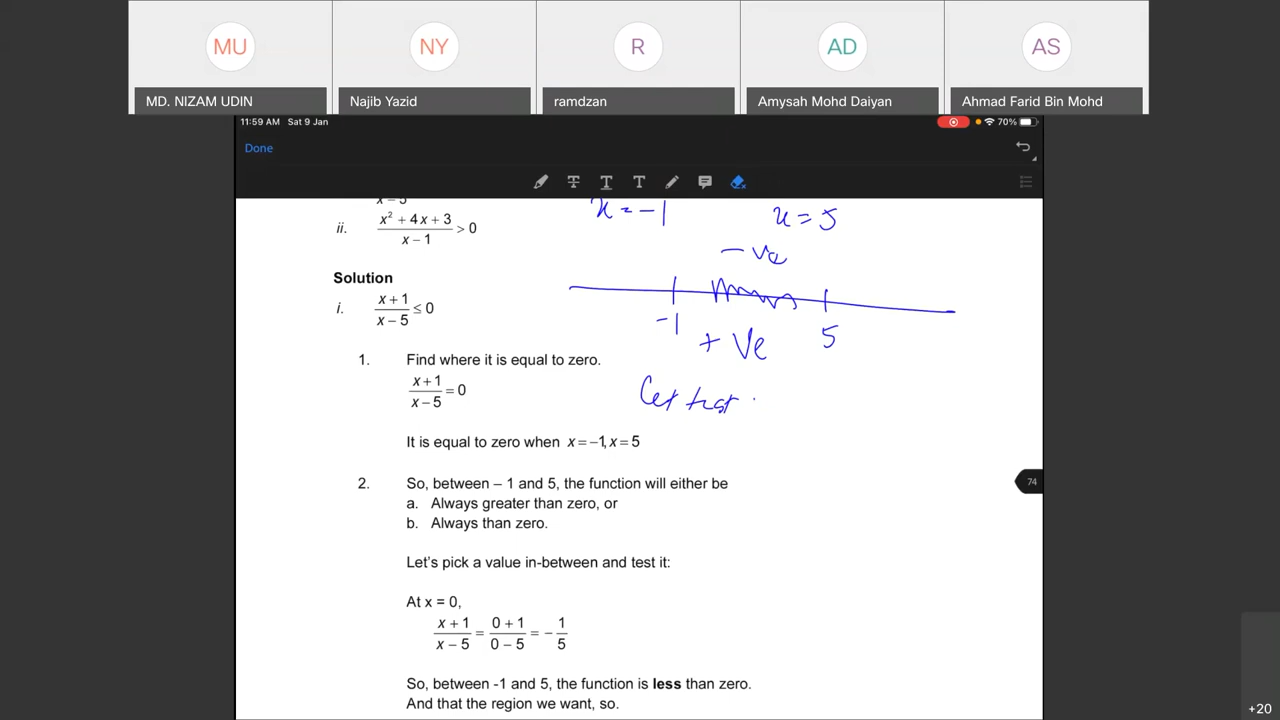 MU NY R AD AS
MD. NIZAM UDIN Najib Yazid ramdzan Amysah Mohd Daiyan Ahmad Farid Bin Mohd
11:59 AM Sat 9 Jan 70%
Done
x − 5
ii. x² + 4x + 3 / x − 1 > 0
x = −1 x = 5
− ve
Solution
i. x + 1 / x − 5 ≤ 0
−1 5
+ ve
1. Find where it is equal to zero.
x + 1 / x − 5 = 0
Let test
It is equal to zero when x = −1, x = 5
2. So, between – 1 and 5, the function will either be
74
a. Always greater than zero, or
b. Always than zero.
Let's pick a value in-between and test it:
At x = 0,
x + 1 / x − 5 = 0 + 1 / 0 − 5 = − 1 / 5
So, between -1 and 5, the function is less than zero.
And that the region we want, so.
+20